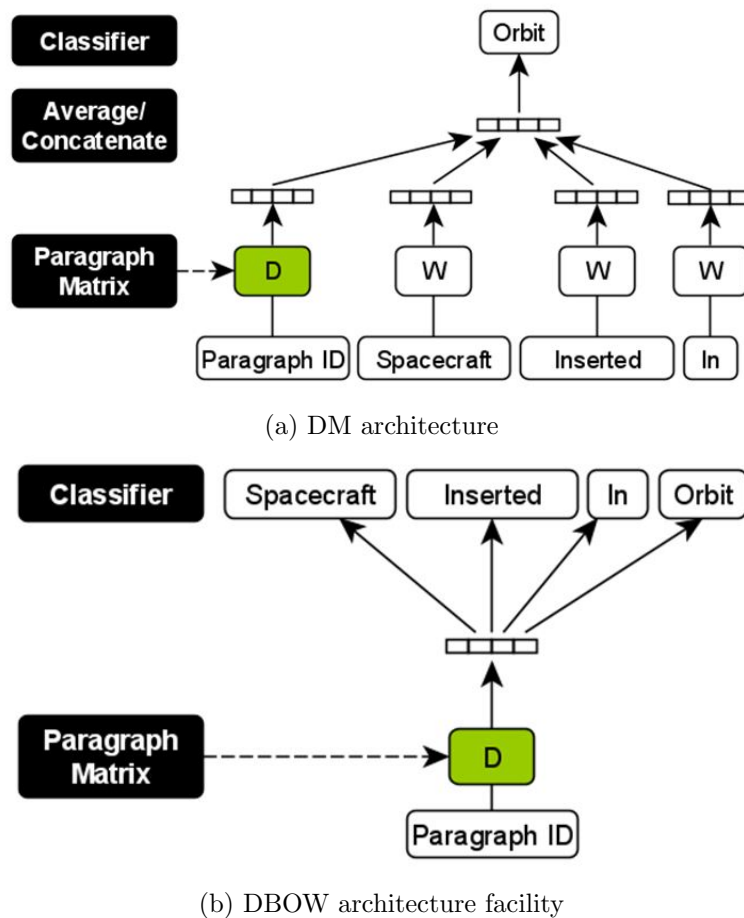 Classifier
Orbit
Average/
Concatenate
Paragraph
Matrix
D
W
W
W
Paragraph ID
Spacecraft
Inserted
In
(a) DM architecture
Classifier
Spacecraft
Inserted
In
Orbit
Paragraph
Matrix
D
Paragraph ID
(b) DBOW architecture facility